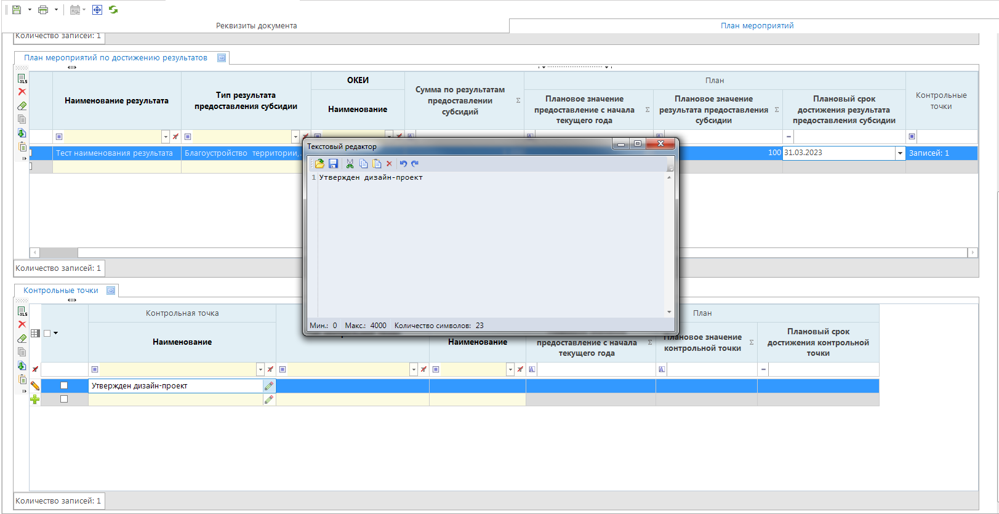 Реквизиты документа
План мероприятий
Количество записей: 1
План мероприятий по достижению результатов
XLS
Наименование результата
Тип результата
предоставления субсидии
ОКЕИ
Наименование
Сумма по результатам
предоставлении
субсидий
Σ
План
Плановое значение
предоставление с начала
текущего года
Σ
Плановое значение
результата предоставления
субсидии
Σ
Плановый срок
достижения результата
предоставления субсидии
Контрольные
точки
Тест наименования результата
Благоустройство территории,
100
31.03.2023
Записей: 1
Текстовый редактор
1
Утвержден дизайн-проект
Мин.: 0
Макс.: 4000
Количество символов: 23
Количество записей: 1
Контрольные точки
XLS
Контрольная точка
Наименование
Наименование
План
предоставление с начала
текущего года
Σ
Плановое значение
контрольной точки
Σ
Плановый срок
достижения контрольной
точки
Утвержден дизайн-проект
Количество записей: 1